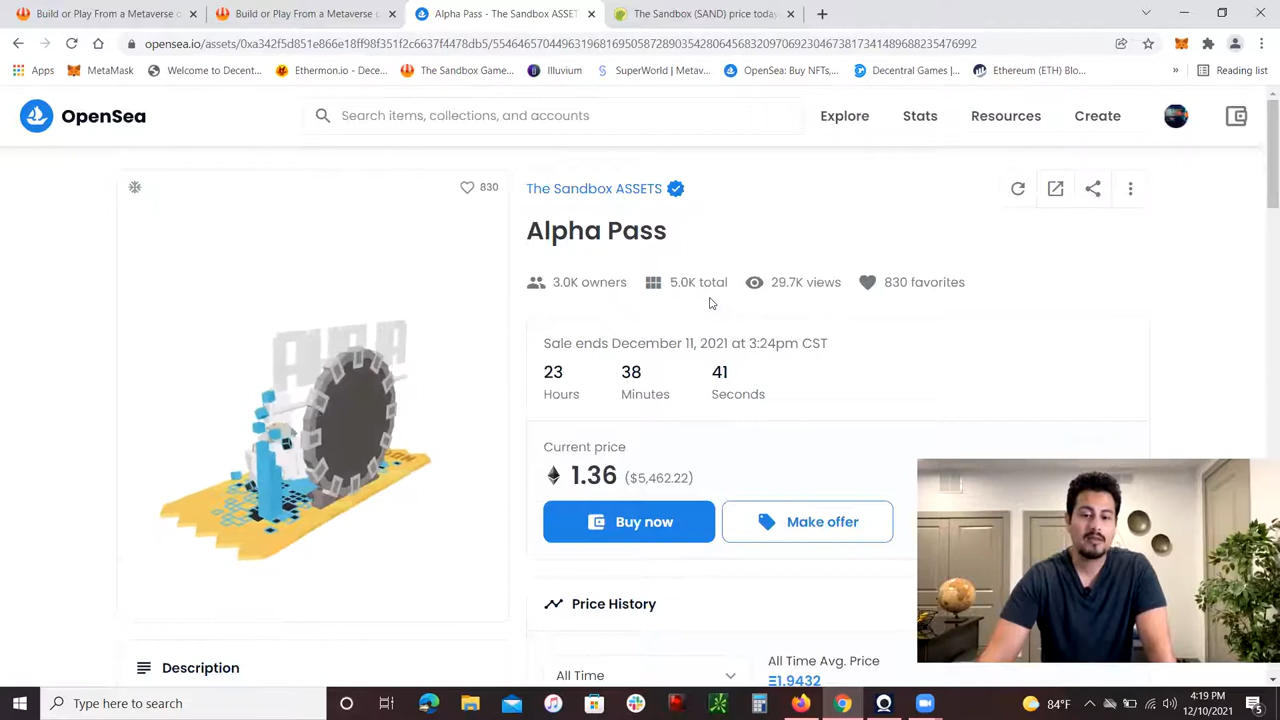 Build or Play From a Metaverse c
Build or Play From a Metaverse c
Alpha Pass - The Sandbox ASSET
The Sandbox (SAND) price today
opensea.io/assets/0xa342f5d851e866e18ff98f351f2c6637f4478db5/55464657044963196816950587289035428064568320970692304673817341489689235476992
Apps
MetaMask
Welcome to Decent...
Ethermon.io - Dece...
The Sandbox Game...
Illuvium
SuperWorld | Metav...
OpenSea: Buy NFTs,...
Decentral Games |...
Ethereum (ETH) Blo...
»
Reading list
OpenSea
Search items, collections, and accounts
Explore
Stats
Resources
Create
830
The Sandbox ASSETS
Alpha Pass
3.0K owners
5.0K total
29.7K views
830 favorites
Sale ends December 11, 2021 at 3:24pm CST
23
38
41
Hours
Minutes
Seconds
Current price
1.36 ($5,462.22)
Buy now
Make offer
Price History
All Time
All Time Avg. Price
Ξ1.9432
Description
Type here to search
84°F
4:19 PM
12/10/2021
5